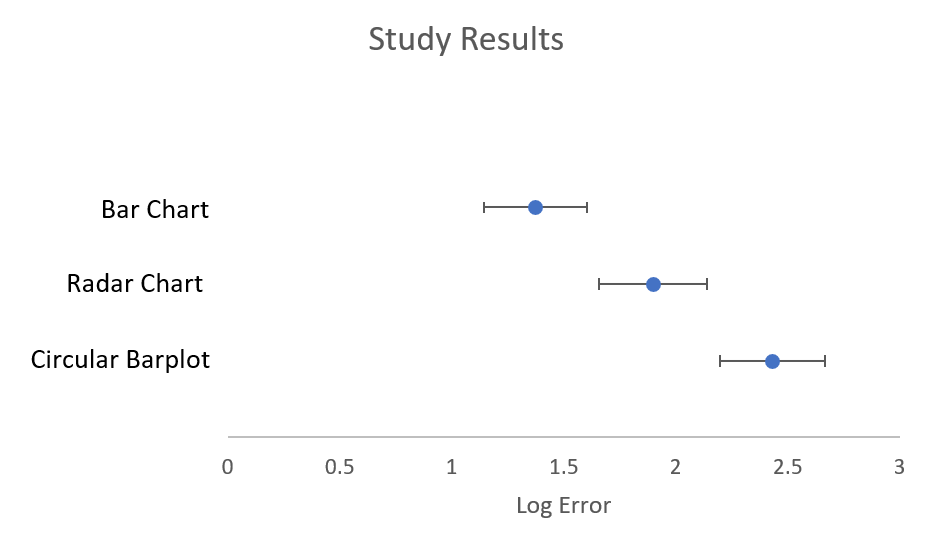 Study Results
Bar Chart
Radar Chart
Circular Barplot
0 0.5 1 1.5 2 2.5 3
Log Error